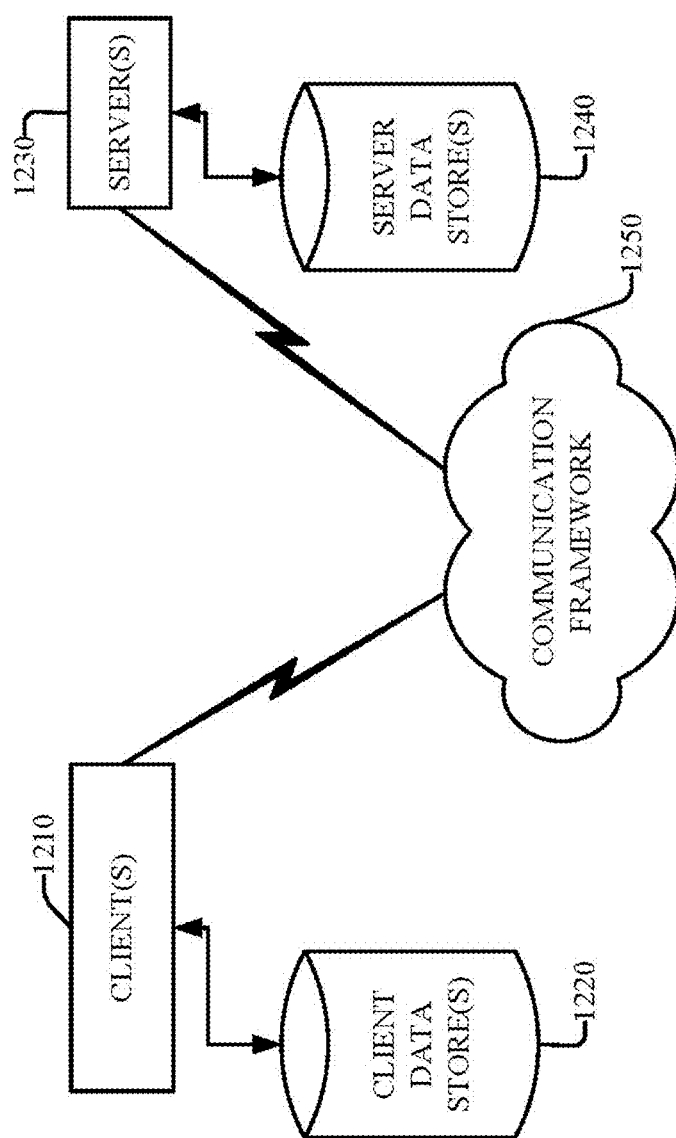 1210
CLIENT(S)
1230
SERVER(S)
CLIENT
DATA
STORE(S)
1220
SERVER
DATA
STORE(S)
1240
1250
COMMUNICATION
FRAMEWORK